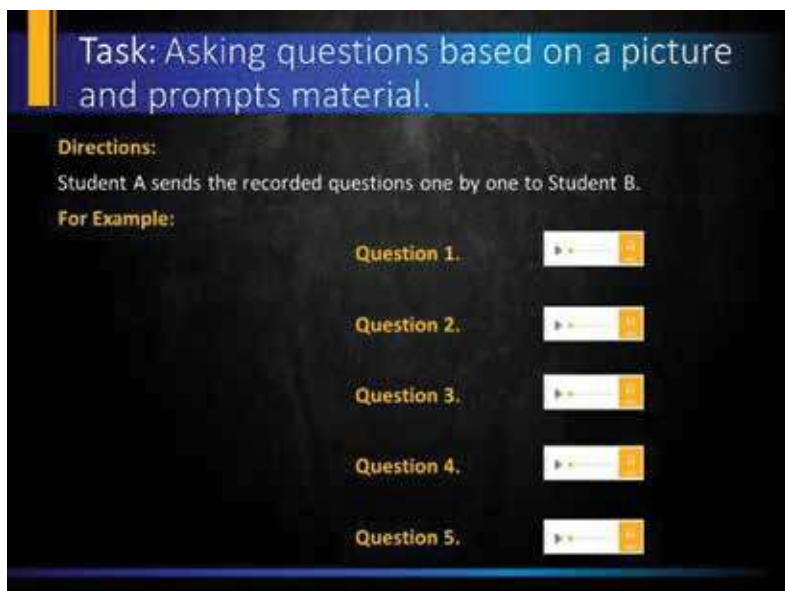 Task: Asking questions based on a picture
and prompts material.
Directions:
Student A sends the recorded questions one by one to Student B.
For Example:
Question 1.
Question 2.
Question 3.
Question 4.
Question 5.